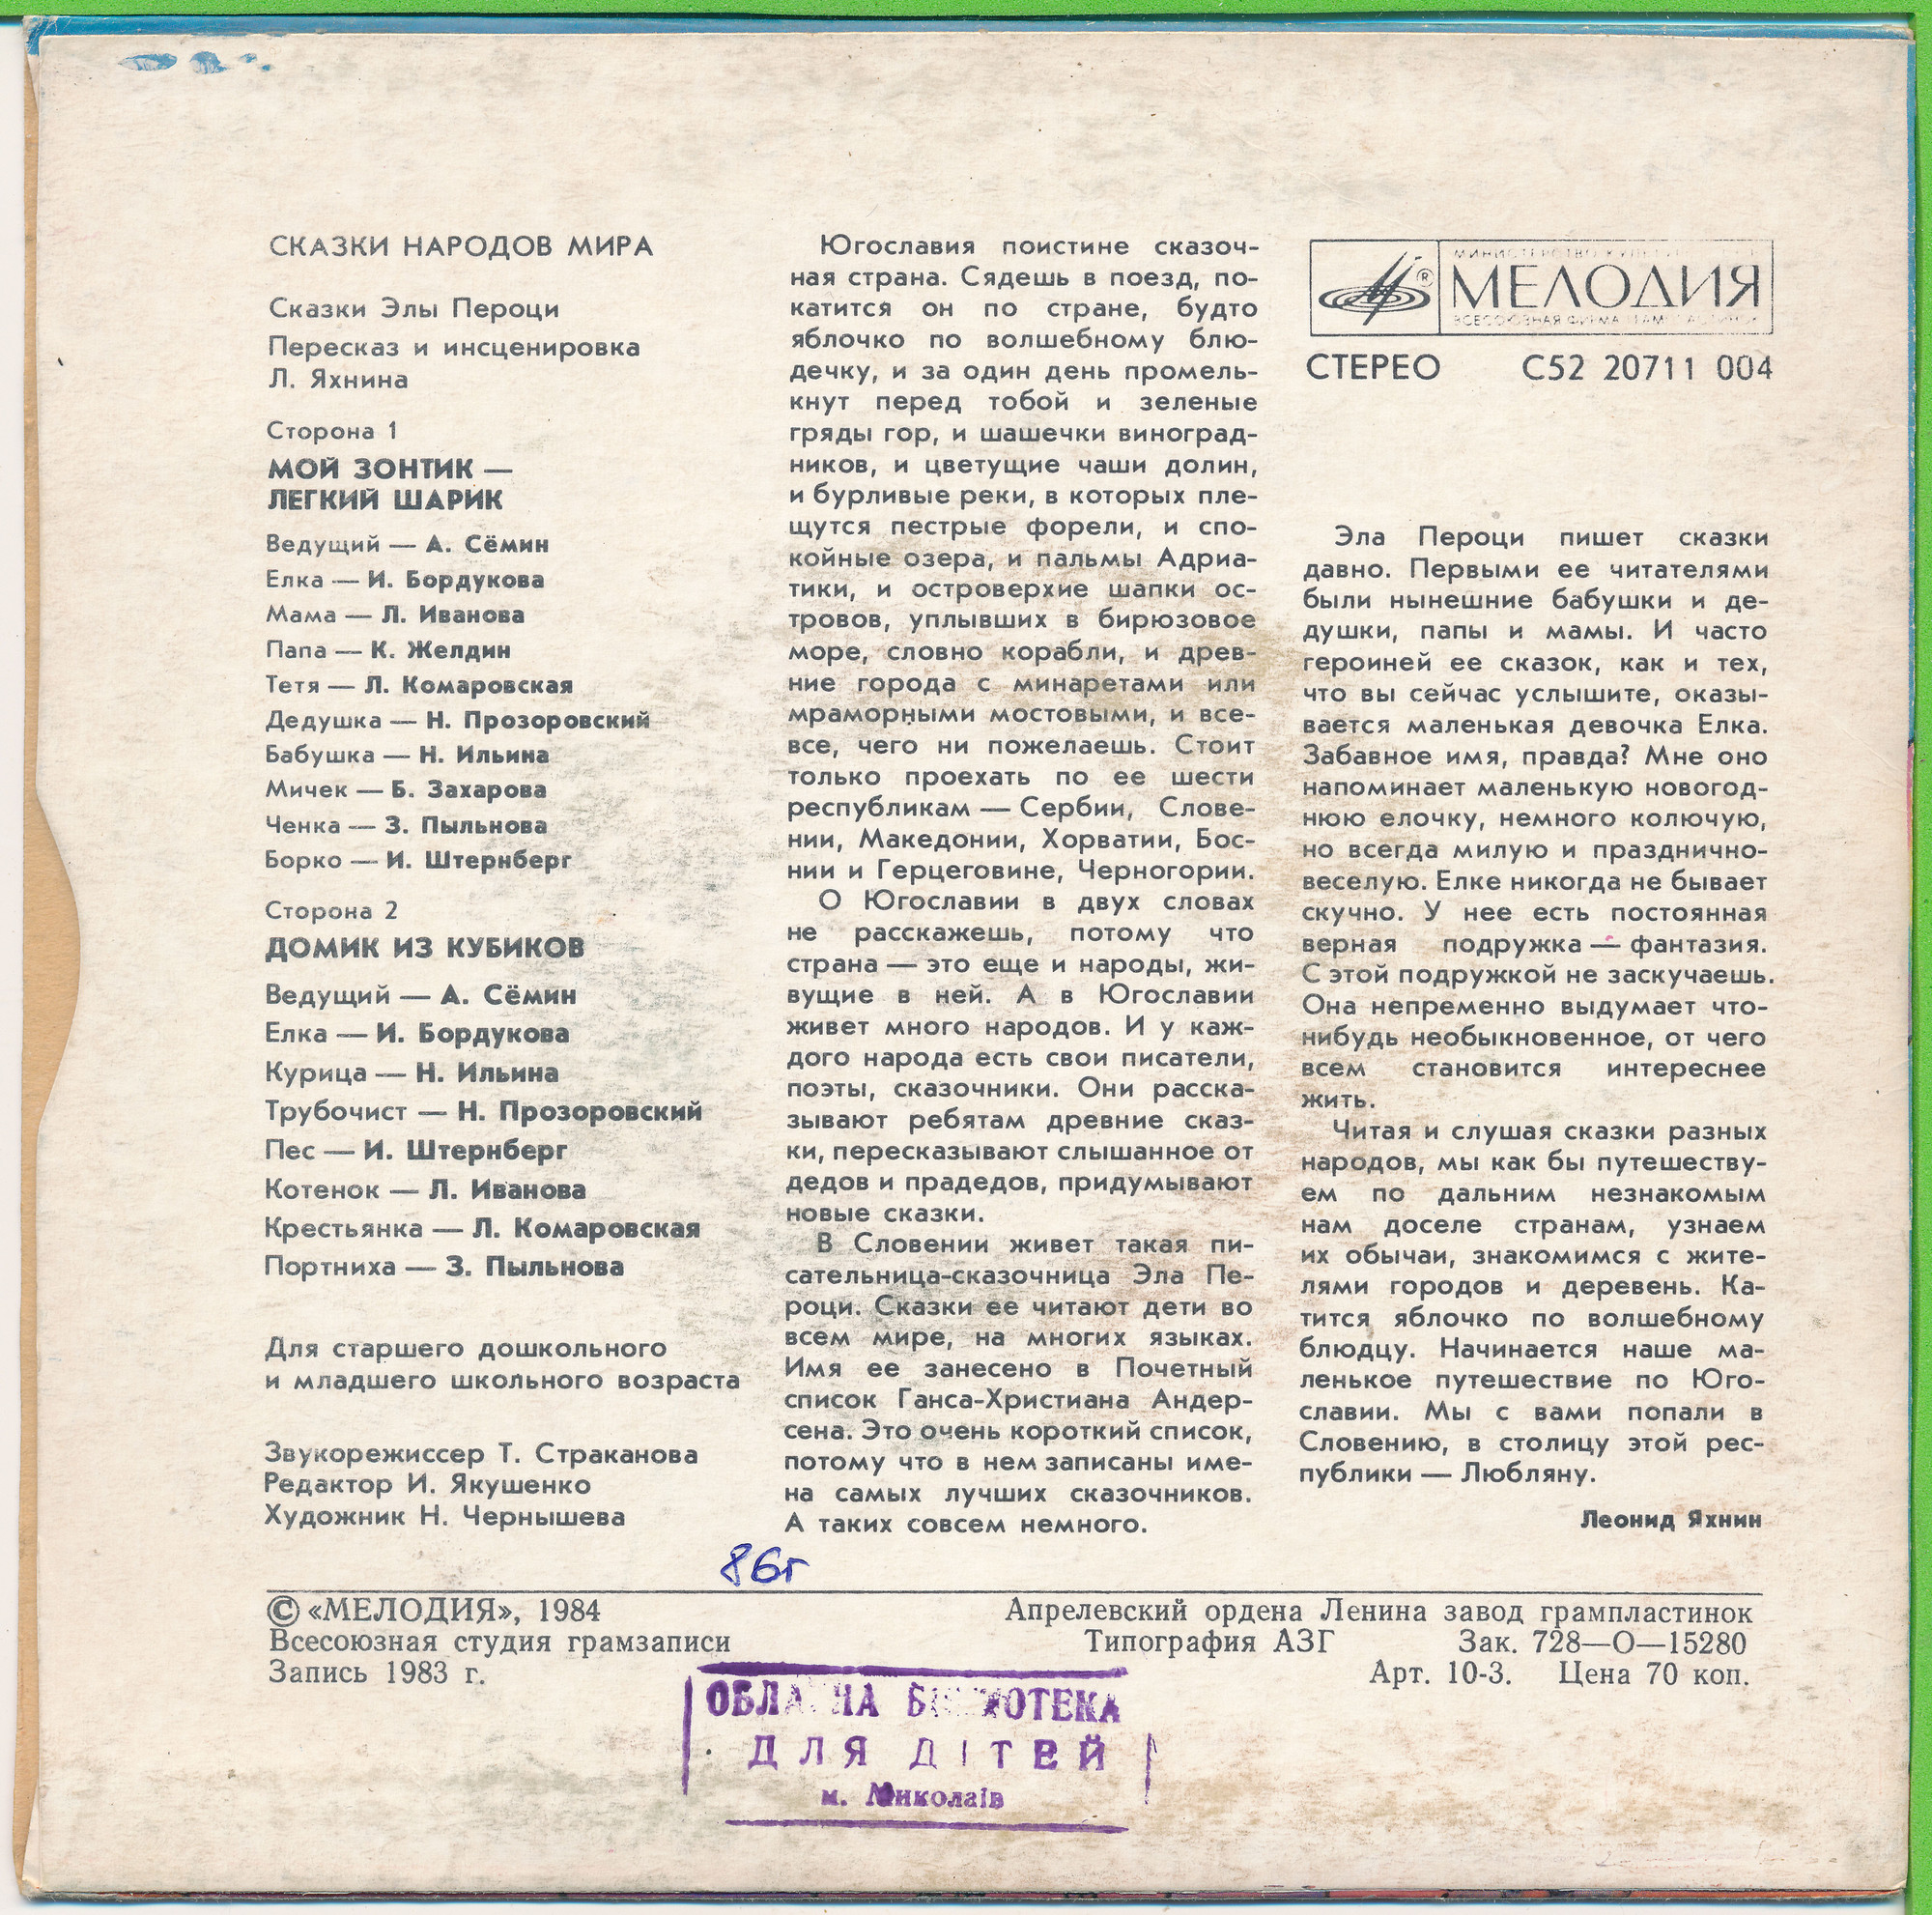 СКАЗКИ НАРОДОВ МИРА
Сказки Элы Пероци
Пересказ и инсценировка
Л. Яхнина
Сторона 1
МОЙ ЗОНТИК —
ЛЕГКИЙ ШАРИК
Ведущий — А. Сёмин
Елка — И. Бордукова
Мама — Л. Иванова
Папа — К. Желдин
Тетя — Л. Комаровская
Дедушка — Н. Прозоровский
Бабушка — Н. Ильина
Мичек — Б. Захарова
Ченка — З. Пыльнова
Борко — И. Штернберг
Сторона 2
ДОМИК ИЗ КУБИКОВ
Ведущий — А. Сёмин
Елка — И. Бордукова
Курица — Н. Ильина
Трубочист — Н. Прозоровский
Пес — И. Штернберг
Котенок — Л. Иванова
Крестьянка — Л. Комаровская
Портниха — З. Пыльнова
Для старшего дошкольного
и младшего школьного возраста
Звукорежиссер Т. Страканова
Редактор И. Якушенко
Художник Н. Чернышева
Югославия поистине сказоч-
ная страна. Сядешь в поезд, по-
катится он по стране, будто
яблочко по волшебному блю-
дечку, и за один день промель-
кнут перед тобой и зеленые
гряды гор, и шашечки виноград-
ников, и цветущие чаши долин,
и бурливые реки, в которых пле-
щутся пестрые форели, и спо-
койные озера, и пальмы Адриа-
тики, и островерхие шапки ос-
тровов, уплывших в бирюзовое
море, словно корабли, и древ-
ние города с минаретами или
мраморными мостовыми, и все-
все, чего ни пожелаешь. Стоит
только проехать по ее шести
республикам — Сербии, Слове-
нии, Македонии, Хорватии, Бос-
нии и Герцеговине, Черногории.
О Югославии в двух словах
не расскажешь, потому что
страна — это еще и народы, жи-
вущие в ней. А в Югославии
живет много народов. И у каж-
дого народа есть свои писатели,
поэты, сказочники. Они расска-
зывают ребятам древние сказ-
ки, пересказывают слышанное от
дедов и прадедов, придумывают
новые сказки.
В Словении живет такая пи-
сательница-сказочница Эла Пе-
роци. Сказки ее читают дети во
всем мире, на многих языках.
Имя ее занесено в Почетный
список Ганса-Христиана Андер-
сена. Это очень короткий список,
потому что в нем записаны име-
на самых лучших сказочников.
А таких совсем немного.
МЕЛОДИЯ
ВСЕСОЮЗНАЯ ФИРМА
СТЕРЕО С52 20711 004
Эла Пероци пишет сказки
давно. Первыми ее читателями
были нынешние бабушки и де-
душки, папы и мамы. И часто
героиней ее сказок, как и тех,
что вы сейчас услышите, оказы-
вается маленькая девочка Елка.
Забавное имя, правда? Мне оно
напоминает маленькую новогод-
нюю елочку, немного колючую,
но всегда милую и празднично-
веселую. Елке никогда не бывает
скучно. У нее есть постоянная
верная подружка — фантазия.
С этой подружкой не заскучаешь.
Она непременно выдумает что-
нибудь необыкновенное, от чего
всем становится интереснее
жить.
Читая и слушая сказки разных
народов, мы как бы путешеству-
ем по дальним незнакомым
нам доселе странам, узнаем
их обычаи, знакомимся с жите-
лями городов и деревень. Ка-
тится яблочко по волшебному
блюдцу. Начинается наше ма-
ленькое путешествие по Юго-
славии. Мы с вами попали в
Словению, в столицу этой рес-
публики — Любляну.
Леонид Яхнин
86г
© «МЕЛОДИЯ», 1984
Всесоюзная студия грамзаписи
Запись 1983 г.
Апрелевский ордена Ленина завод грампластинок
Типография АЗГ Зак. 728—О—15280
Арт. 10-3. Цена 70 коп.
ДЛЯ ДІТЕЙ
м. Миколаїв